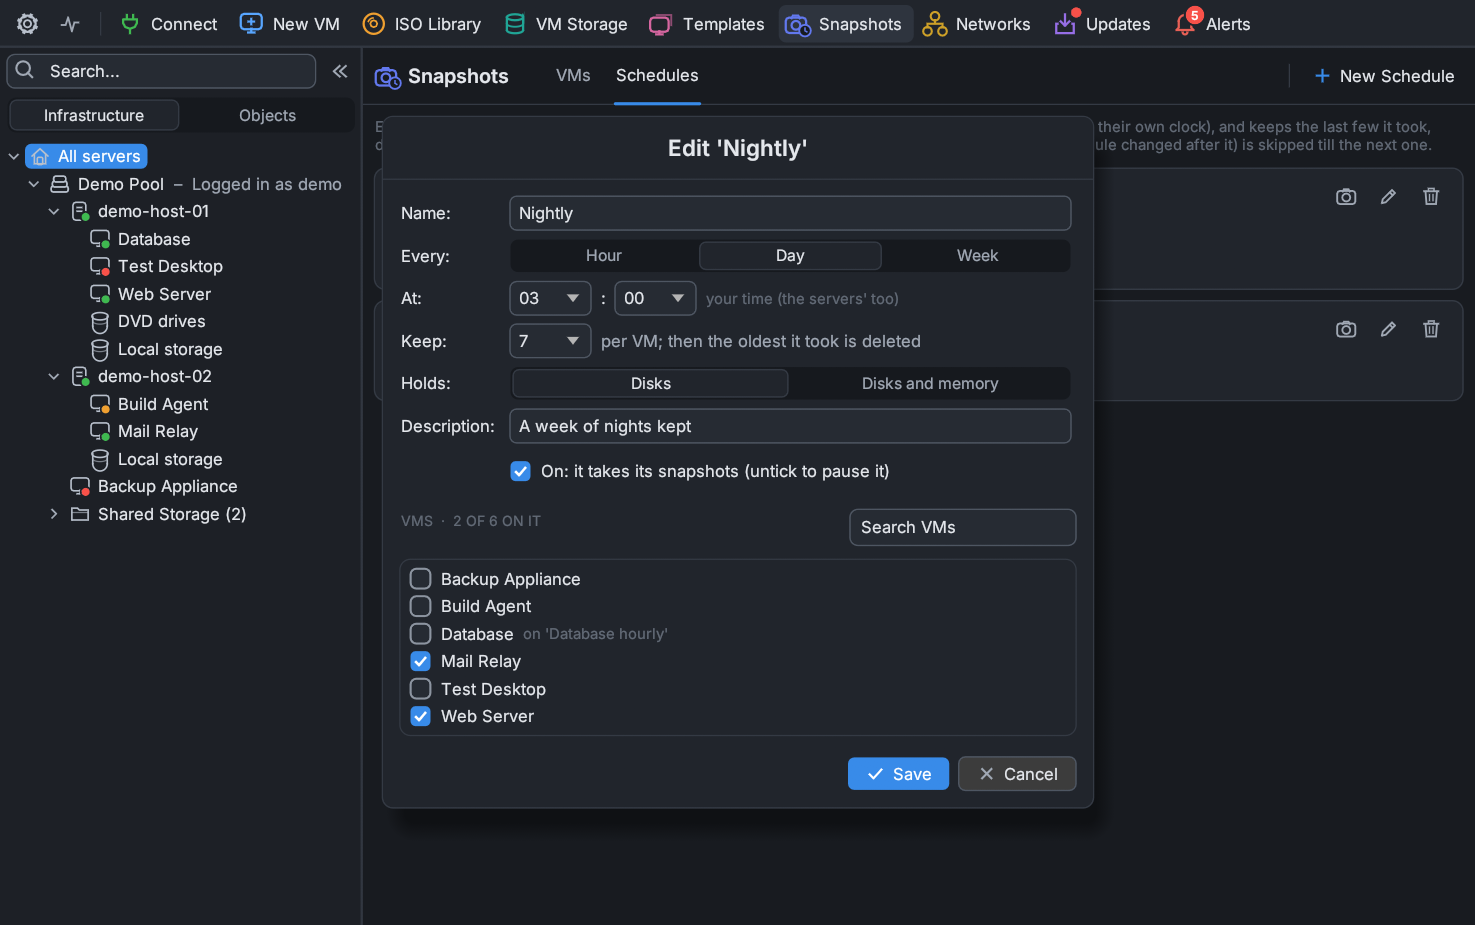 Connect New VM ISO Library VM Storage Templates Snapshots Networks Updates 5 Alerts
Search...
Infrastructure Objects
All servers
Demo Pool – Logged in as demo
demo-host-01
Database
Test Desktop
Web Server
DVD drives
Local storage
demo-host-02
Build Agent
Mail Relay
Local storage
Backup Appliance
Shared Storage (2)
Snapshots VMs Schedules New Schedule
their own clock), and keeps the last few it took,
changed after it) is skipped till the next one.
Edit 'Nightly'
Name: Nightly
Every: Hour Day Week
At: 03 : 00 your time (the servers' too)
Keep: 7 per VM; then the oldest it took is deleted
Holds: Disks Disks and memory
Description: A week of nights kept
On: it takes its snapshots (untick to pause it)
VMS · 2 OF 6 ON IT Search VMs
Backup Appliance
Build Agent
Database on 'Database hourly'
Mail Relay
Test Desktop
Web Server
Save Cancel